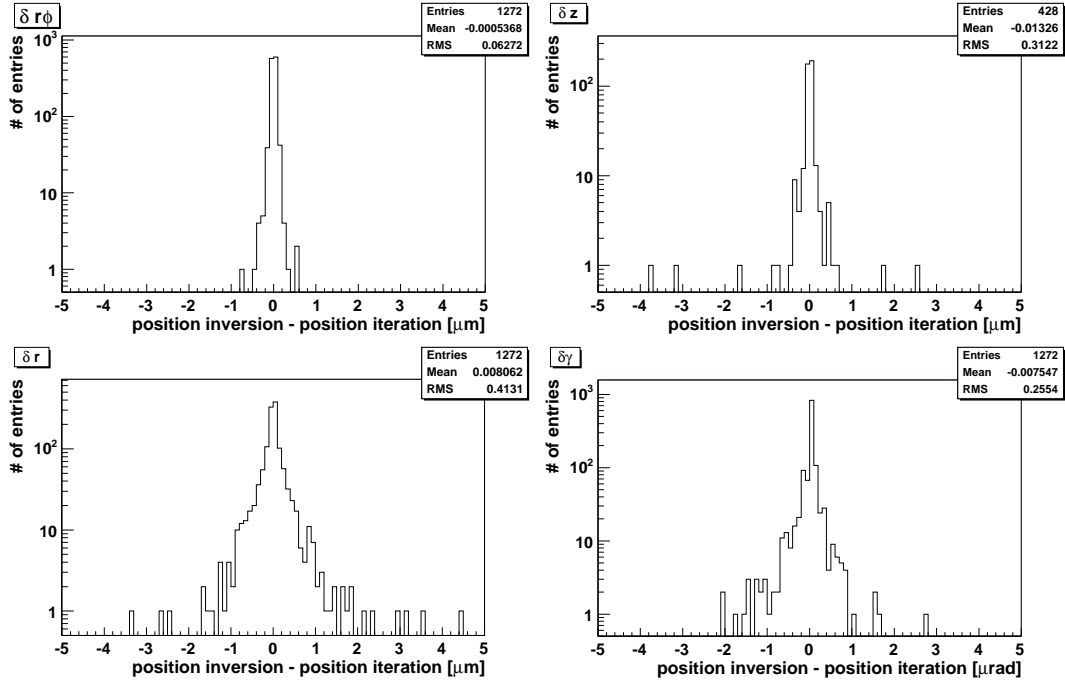 δ rφ
Entries 1272
Mean -0.0005368
RMS 0.06272
# of entries
10³
10²
10
1
-5 -4 -3 -2 -1 0 1 2 3 4 5
position inversion - position iteration [μm]
δ z
Entries 428
Mean -0.01326
RMS 0.3122
# of entries
10²
10
1
-5 -4 -3 -2 -1 0 1 2 3 4 5
position inversion - position iteration [μm]
δ r
Entries 1272
Mean 0.008062
RMS 0.4131
# of entries
10²
10
1
-5 -4 -3 -2 -1 0 1 2 3 4 5
position inversion - position iteration [μm]
δγ
Entries 1272
Mean -0.007547
RMS 0.2554
# of entries
10³
10²
10
1
-5 -4 -3 -2 -1 0 1 2 3 4 5
position inversion - position iteration [μrad]